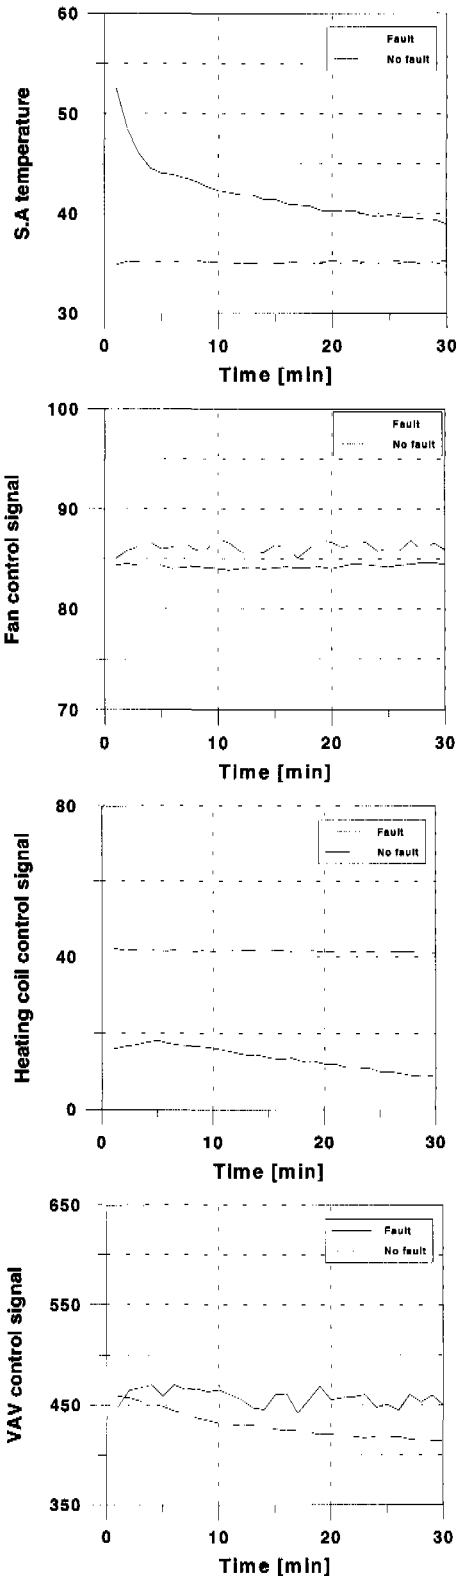 60
Fault
No fault
50
S.A temperature
40
30
0
10
20
30
Time [min]
100
Fault
No fault
90
Fan control signal
80
70
0
10
20
30
Time [min]
80
Fault
No fault
Heating coil control signal
40
0
0
10
20
30
Time [min]
650
Fault
No fault
550
VAV control signal
450
350
0
10
20
30
Time [min]